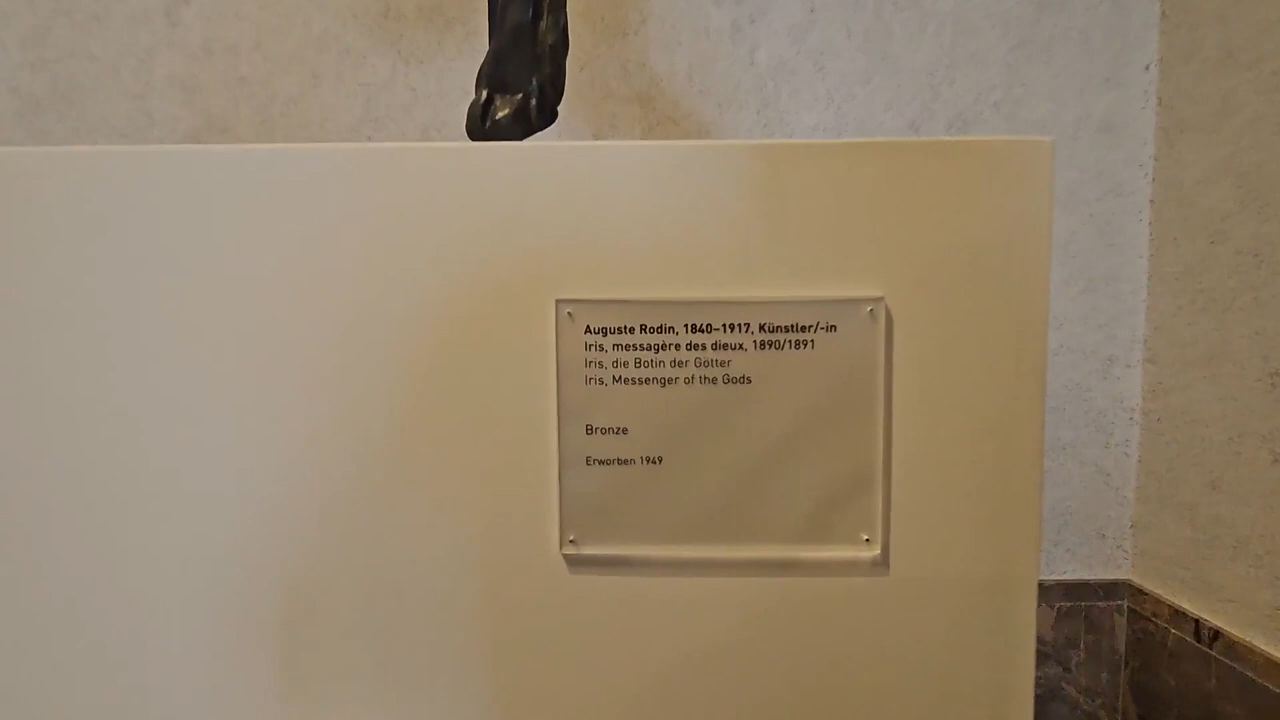 Auguste Rodin, 1840–1917, Künstler/-in
Iris, messagère des dieux, 1890/1891
Iris, die Botin der Götter
Iris, Messenger of the Gods
Bronze
Erworben 1949